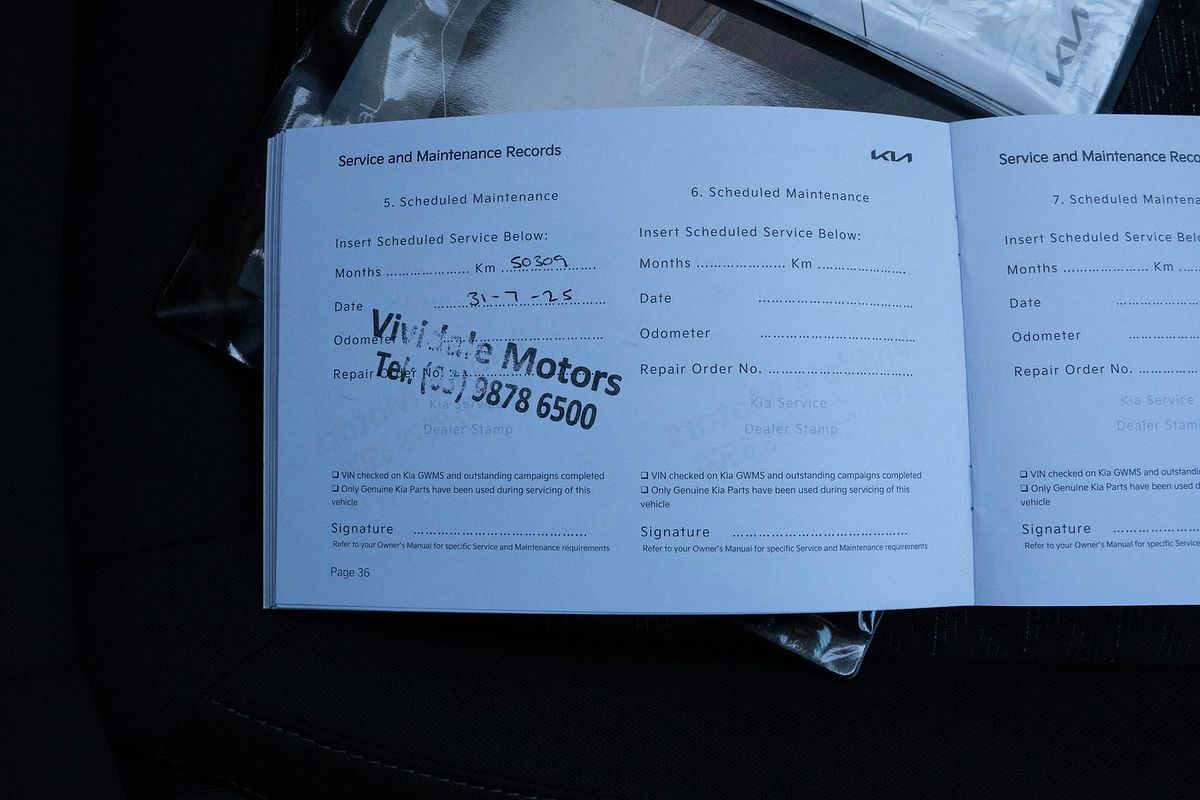 Service and Maintenance Records
KIA
5. Scheduled Maintenance
Insert Scheduled Service Below:
Months ..................... Km 50309
Date 31-7-25
Odometer
Repair Order No.
Vividale Motors
Tel: (03) 9878 6500
Kia Service
Dealer Stamp
❏ VIN checked on Kia GWMS and outstanding campaigns completed
❏ Only Genuine Kia Parts have been used during servicing of this
vehicle
Signature ........................................
Refer to your Owner's Manual for specific Service and Maintenance requirements
Page 36
6. Scheduled Maintenance
Insert Scheduled Service Below:
Months ...................... Km ......................
Date ........................................
Odometer ........................................
Repair Order No. .....................................
Kia Service
Dealer Stamp
❏ VIN checked on Kia GWMS and outstanding campaigns completed
❏ Only Genuine Kia Parts have been used during servicing of this
vehicle
Signature ...........................................
Refer to your Owner's Manual for specific Service and Maintenance requirements
Service and Maintenance Reco
7. Scheduled Maintena
Insert Scheduled Service Belo
Months ..................... Km .....
Date ....................
Odometer ................
Repair Order No. ............
Kia Service
Dealer Stam
❏ VIN checked on Kia GWMS and outstandin
❏ Only Genuine Kia Parts have been used d
vehicle
Signature ....................
Refer to your Owner's Manual for specific Service
KIA